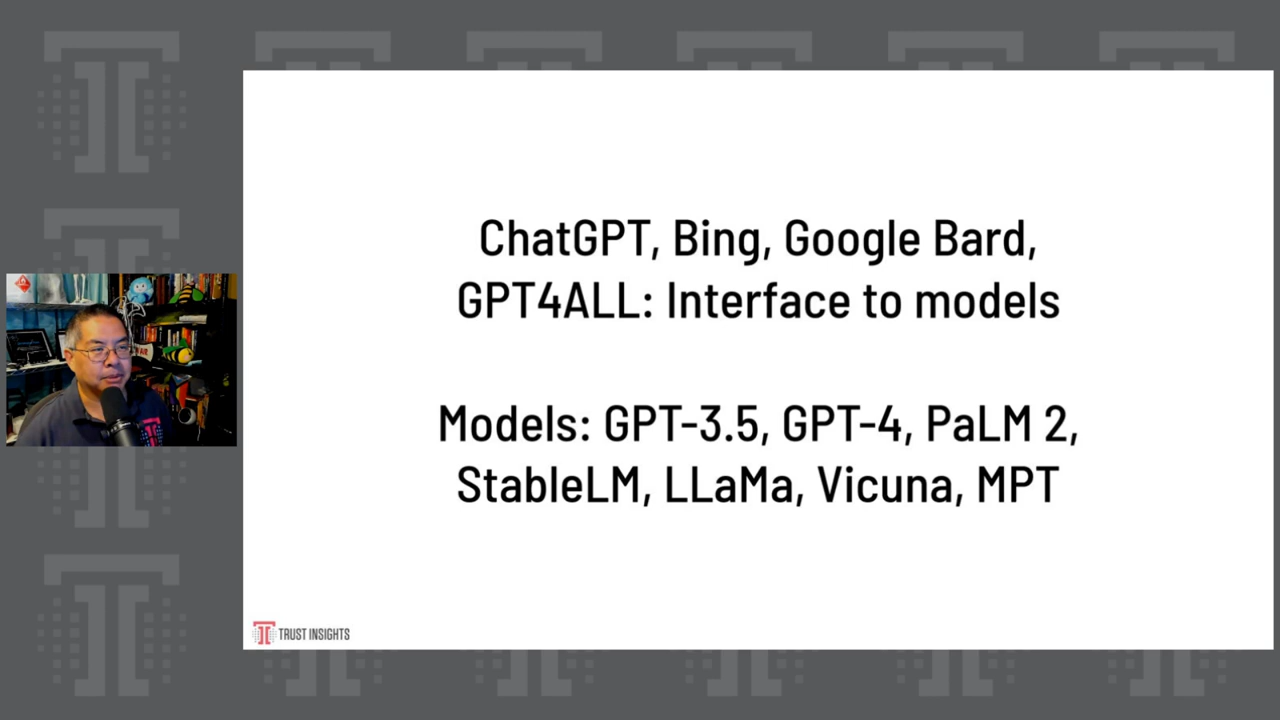 ChatGPT, Bing, Google Bard,
GPT4ALL: Interface to models
Models: GPT-3.5, GPT-4, PaLM 2,
StableLM, LLaMa, Vicuna, MPT
TRUST INSIGHTS